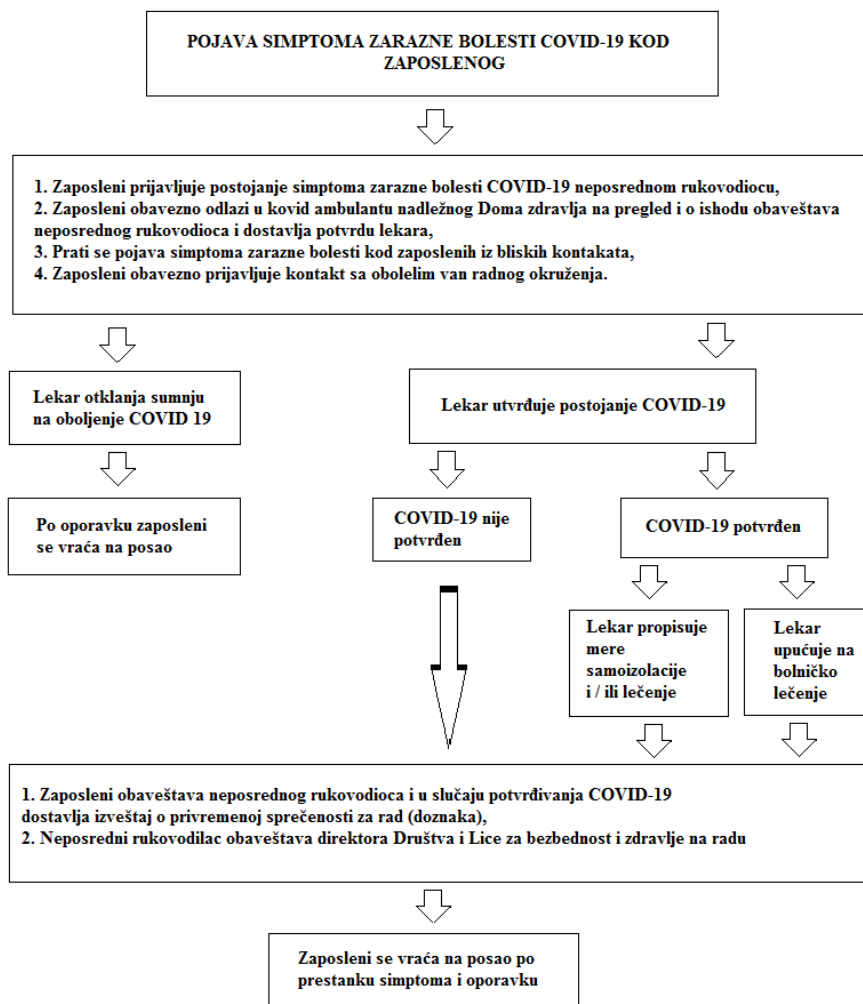 POJAVA SIMPTOMA ZARAZNE BOLESTI COVID-19 KOD
ZAPOSLENOG
1. Zaposleni prijavljuje postojanje simptoma zarazne bolesti COVID-19 neposrednom rukovodiocu,
2. Zaposleni obavezno odlazi u kovid ambulantu nadležnog Doma zdravlja na pregled i o ishodu obaveštava
neposrednog rukovodioca i dostavlja potvrdu lekara,
3. Prati se pojava simptoma zarazne bolesti kod zaposlenih iz bliskih kontakata,
4. Zaposleni obavezno prijavljuje kontakt sa obolelim van radnog okruženja.
Lekar otklanja sumnju
na oboljenje COVID 19
Lekar utvrđuje postojanje COVID-19
Po oporavku zaposleni
se vraća na posao
COVID-19 nije
potvrđen
COVID-19 potvrđen
Lekar propisuje
mere
samoizolacije
i / ili lečenje
Lekar
upućuje na
bolničko
lečenje
1. Zaposleni obaveštava neposrednog rukovodioca i u slučaju potvrđivanja COVID-19
dostavlja izveštaj o privremenoj sprečenosti za rad (doznaka),
2. Neposredni rukovodilac obaveštava direktora Društva i Lice za bezbednost i zdravlje na radu
Zaposleni se vraća na posao po
prestanku simptoma i oporavku